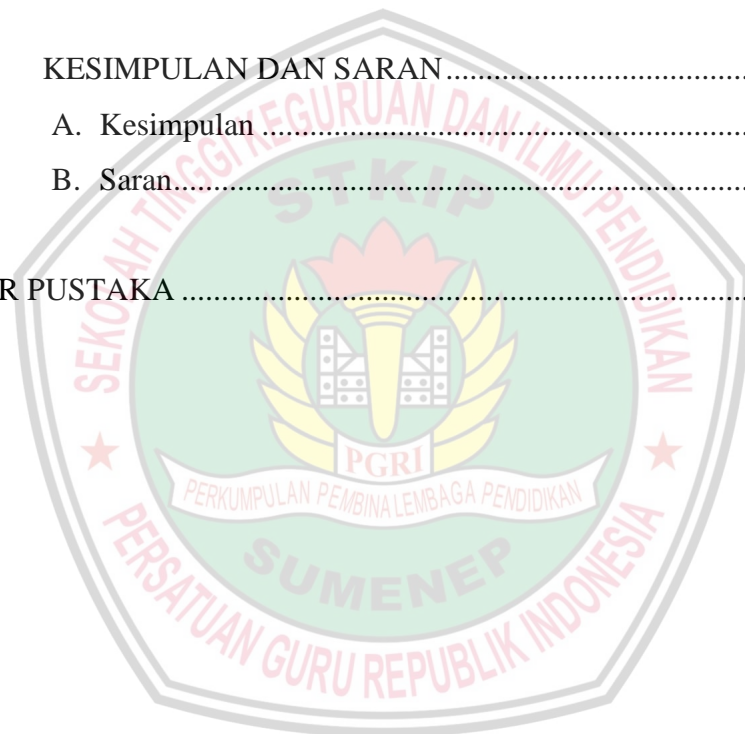 KESIMPULAN DAN SARAN.................................
A. Kesimpulan .....................................................
B. Saran................................................................
R PUSTAKA ...............................................................
SEKOLAH TINGGI KEGURUAN DAN ILMU PENDIDIKAN
STKIP
PGRI
PERKUMPULAN PEMBINA LEMBAGA PENDIDIKAN
SUMENEP
PERSATUAN GURU REPUBLIK INDONESIA